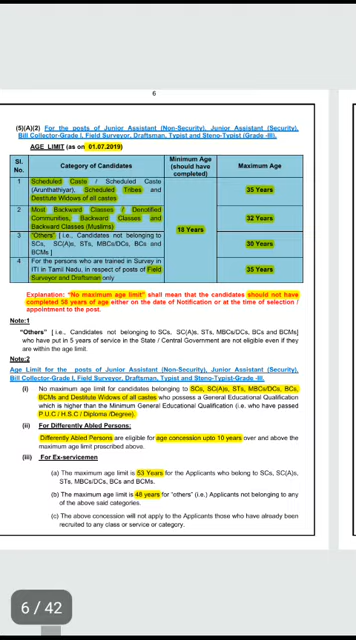 6
(5)(A)(2) For the posts of Junior Assistant (Non-Security), Junior Assistant (Security),
Bill Collector-Grade I, Field Surveyor, Draftsman, Typist and Steno-Typist (Grade -III).
AGE LIMIT (as on 01.07.2019)
Sl. No.
Category of Candidates
Minimum Age (should have completed)
Maximum Age
1
Scheduled Caste / Scheduled Caste
(Arunthathiyar), Scheduled Tribes and
Destitute Widows of all castes
35 Years
2
Most Backward Classes / Denotified
Communities, Backward Classes and
Backward Classes (Muslims)
32 Years
18 Years
3
"Others" [ i.e., Candidates not belonging to
SCs, SC(A)s, STs, MBCs/DCs, BCs and
BCMs ]
30 Years
4
For the persons who are trained in Survey in
ITI in Tamil Nadu, in respect of posts of Field
Surveyor and Draftsman only
35 Years
Explanation: "No maximum age limit" shall mean that the candidates should not have
completed 58 years of age either on the date of Notification or at the time of selection /
appointment to the post.
Note:1
"Others" [ i.e. Candidates not belonging to SCs, SC(A)s, STs, MBCs/DCs, BCs and BCMs]
who have put in 5 years of service in the State / Central Government are not eligible even if they
are within the age limit.
Note:2
Age Limit for the posts of Junior Assistant (Non-Security), Junior Assistant (Security),
Bill Collector-Grade I, Field Surveyor, Draftsman, Typist and Steno-Typist-Grade -III.
(i) No maximum age limit for candidates belonging to SCs, SC(A)s, STs, MBCs/DCs, BCs,
BCMs and Destitute Widows of all castes who possess a General Educational Qualification
which is higher than the Minimum General Educational Qualification (i.e. who have passed
P.U.C / H.S.C / Diploma /Degree).
(ii) For Differently Abled Persons:
Differently Abled Persons are eligible for age concession upto 10 years over and above the
maximum age limit prescribed above.
(iii) For Ex-servicemen
(a) The maximum age limit is 53 Years for the Applicants who belong to SCs, SC(A)s,
STs, MBCs/DCs, BCs and BCMs.
(b) The maximum age limit is 48 years for "others" (i.e.) Applicants not belonging to any
of the above said categories.
(c) The above concession will not apply to the Applicants those who have already been
recruited to any class or service or category.
6 / 42